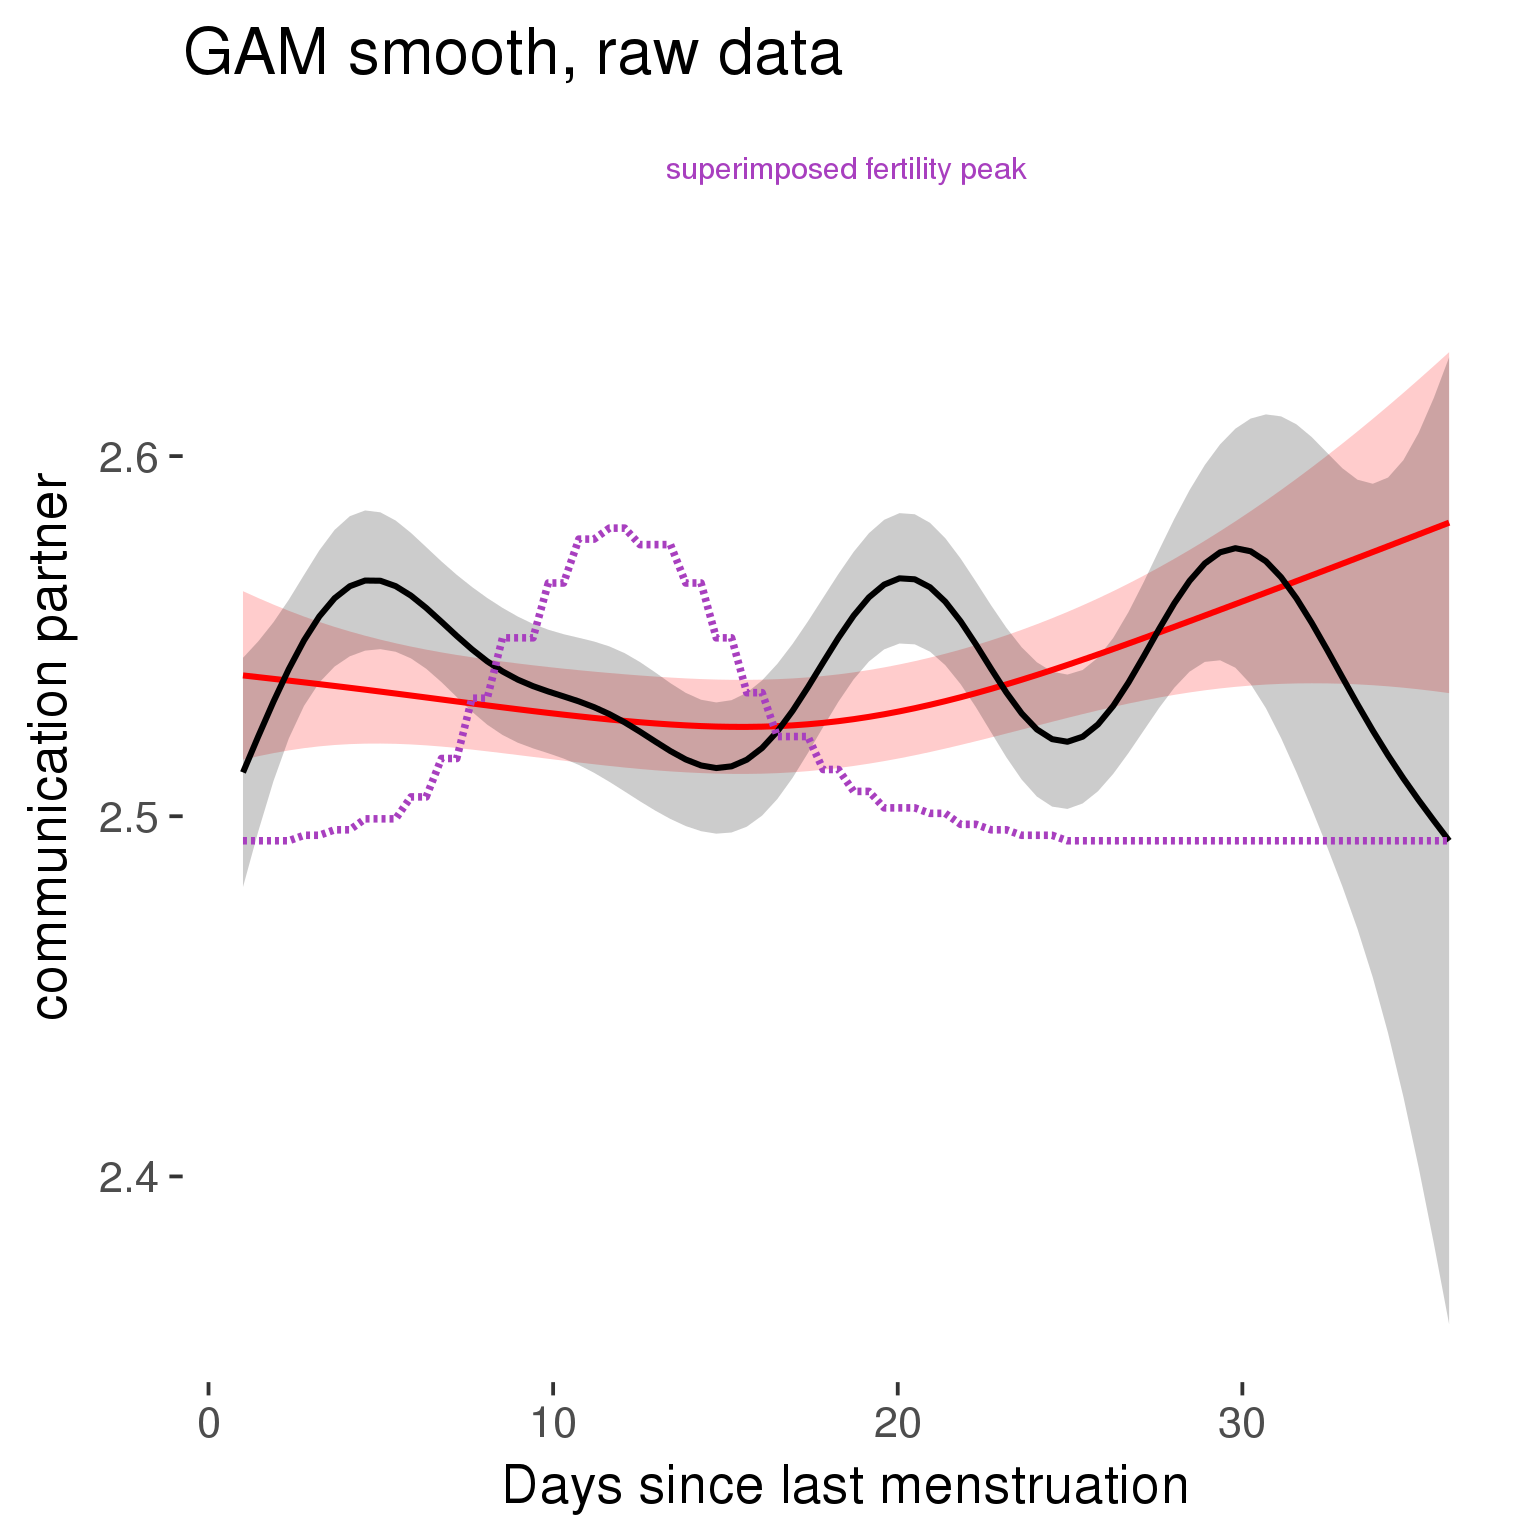 GAM smooth, raw data
superimposed fertility peak
communication partner
2.6
2.5
2.4
0
10
20
30
Days since last menstruation